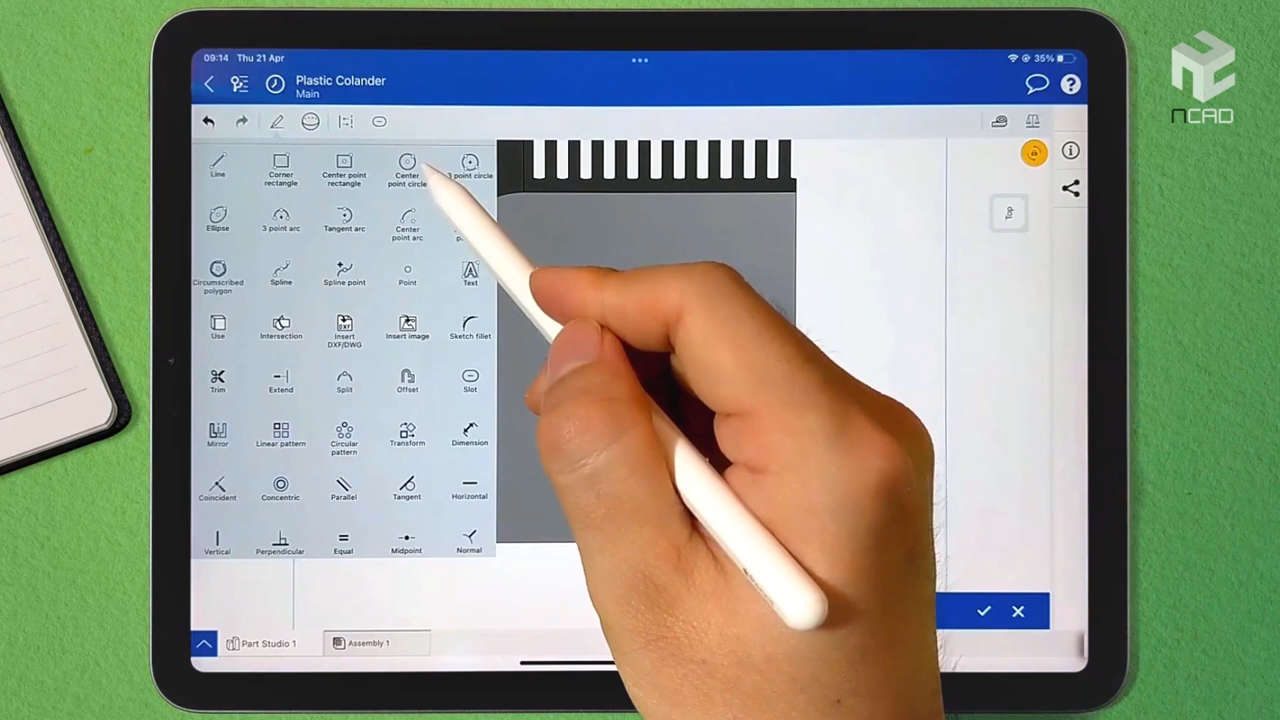 09:14 Thu 21 Apr
35%
Plastic Colander
Main
NCAD
Line
Corner rectangle
Center point rectangle
Center point circle
3 point circle
Ellipse
3 point arc
Tangent arc
Center point arc
Circumscribed polygon
Spline
Spline point
Point
Text
Use
Intersection
Insert DXF/DWG
Insert image
Sketch fillet
Trim
Extend
Split
Offset
Slot
Mirror
Linear pattern
Circular pattern
Transform
Dimension
Coincident
Concentric
Parallel
Tangent
Horizontal
Vertical
Perpendicular
Equal
Midpoint
Normal
Part Studio 1
Assembly 1